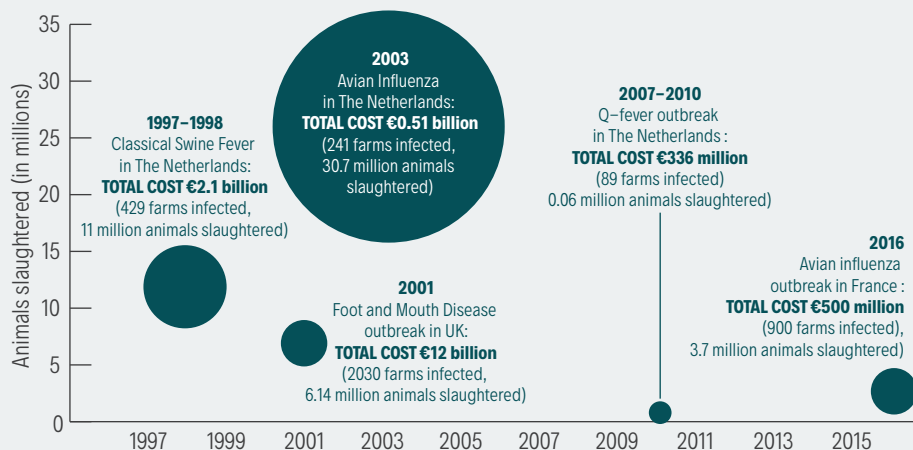 Animals slaughtered (in millions)
35
30
25
20
15
10
5
0
1997–1998
Classical Swine Fever
in The Netherlands:
TOTAL COST €2.1 billion
(429 farms infected,
11 million animals slaughtered)
2003
Avian Influenza
in The Netherlands:
TOTAL COST €0.51 billion
(241 farms infected,
30.7 million animals
slaughtered)
2001
Foot and Mouth Disease
outbreak in UK:
TOTAL COST €12 billion
(2030 farms infected,
6.14 million animals slaughtered)
2007–2010
Q–fever outbreak
in The Netherlands :
TOTAL COST €336 million
(89 farms infected)
0.06 million animals slaughtered)
2016
Avian influenza
outbreak in France :
TOTAL COST €500 million
(900 farms infected),
3.7 million animals slaughtered)
1997 1999 2001 2003 2005 2007 2009 2011 2013 2015